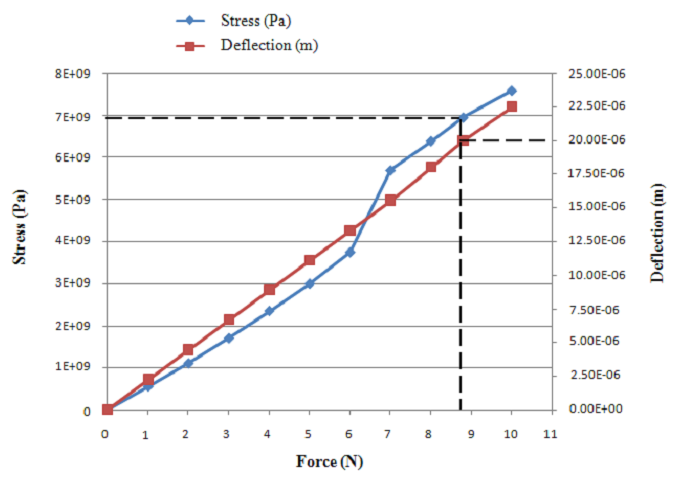 Stress (Pa)
Deflection (m)
8E+09
7E+09
6E+09
5E+09
4E+09
3E+09
2E+09
1E+09
0
Stress (Pa)
25.00E-06
22.50E-06
20.00E-06
17.50E-06
15.00E-06
12.50E-06
10.00E-06
7.50E-06
5.00E-06
2.50E-06
0.00E+00
Deflection (m)
0 1 2 3 4 5 6 7 8 9 10 11
Force (N)